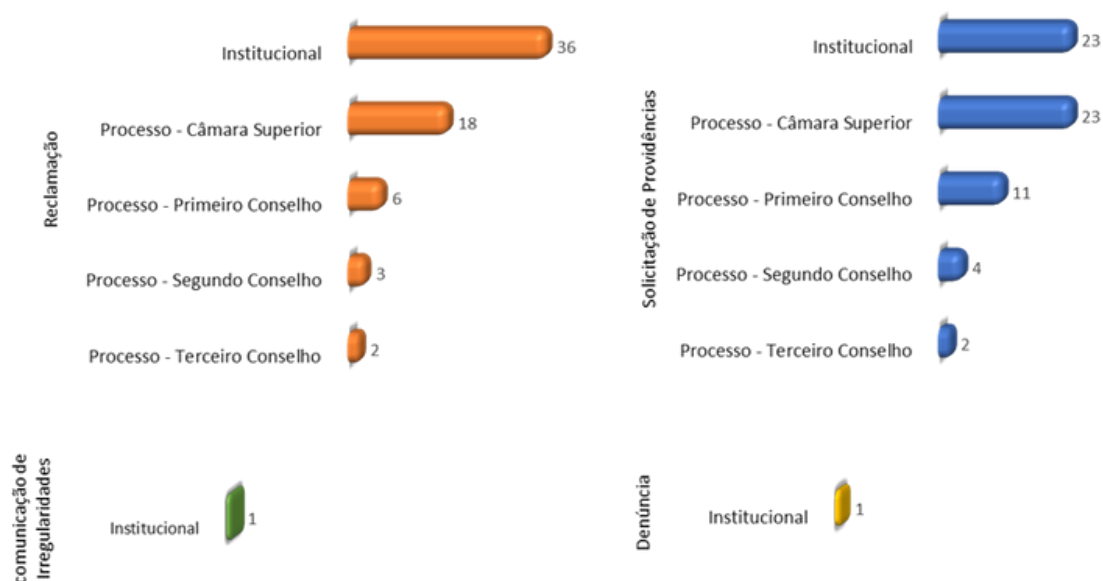 Reclamação
Institucional 36
Processo - Câmara Superior 18
Processo - Primeiro Conselho 6
Processo - Segundo Conselho 3
Processo - Terceiro Conselho 2
Solicitação de Providências
Institucional 23
Processo - Câmara Superior 23
Processo - Primeiro Conselho 11
Processo - Segundo Conselho 4
Processo - Terceiro Conselho 2
comunicação de
Irregularidades
Institucional 1
Denúncia
Institucional 1